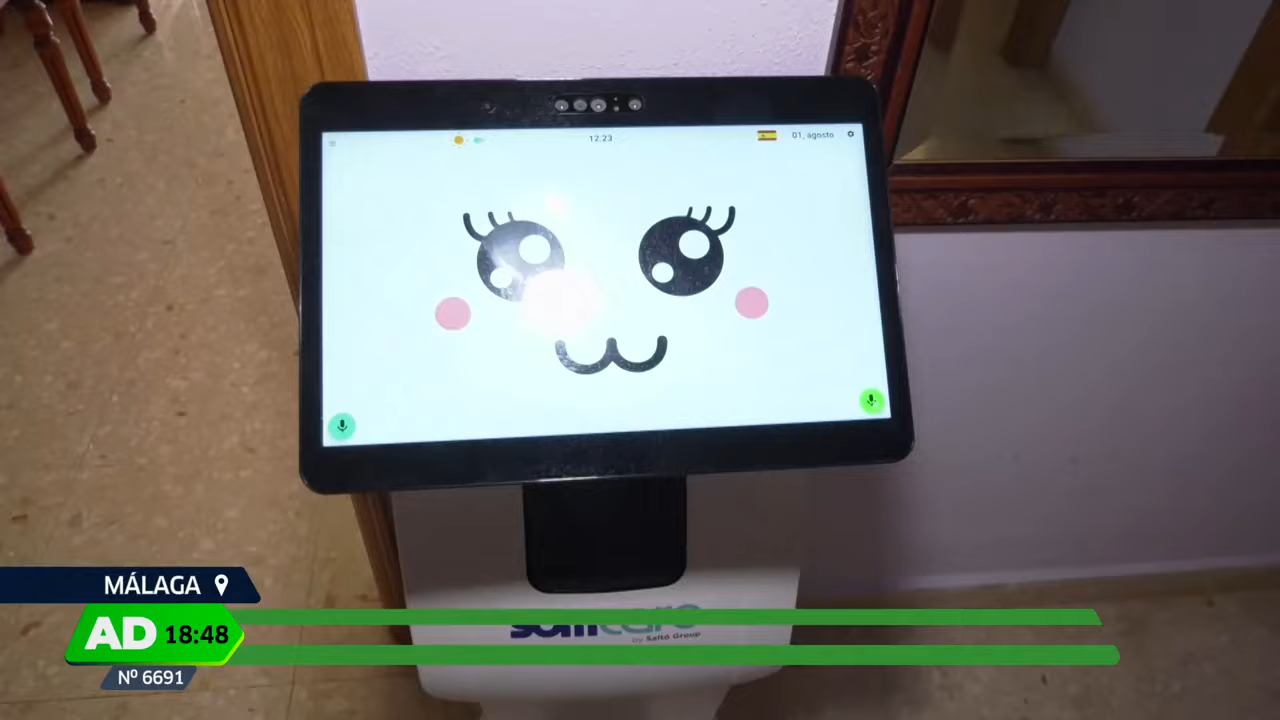 12:23
01, agosto
by Saltó Group
MÁLAGA
AD 18:48
Nº 6691